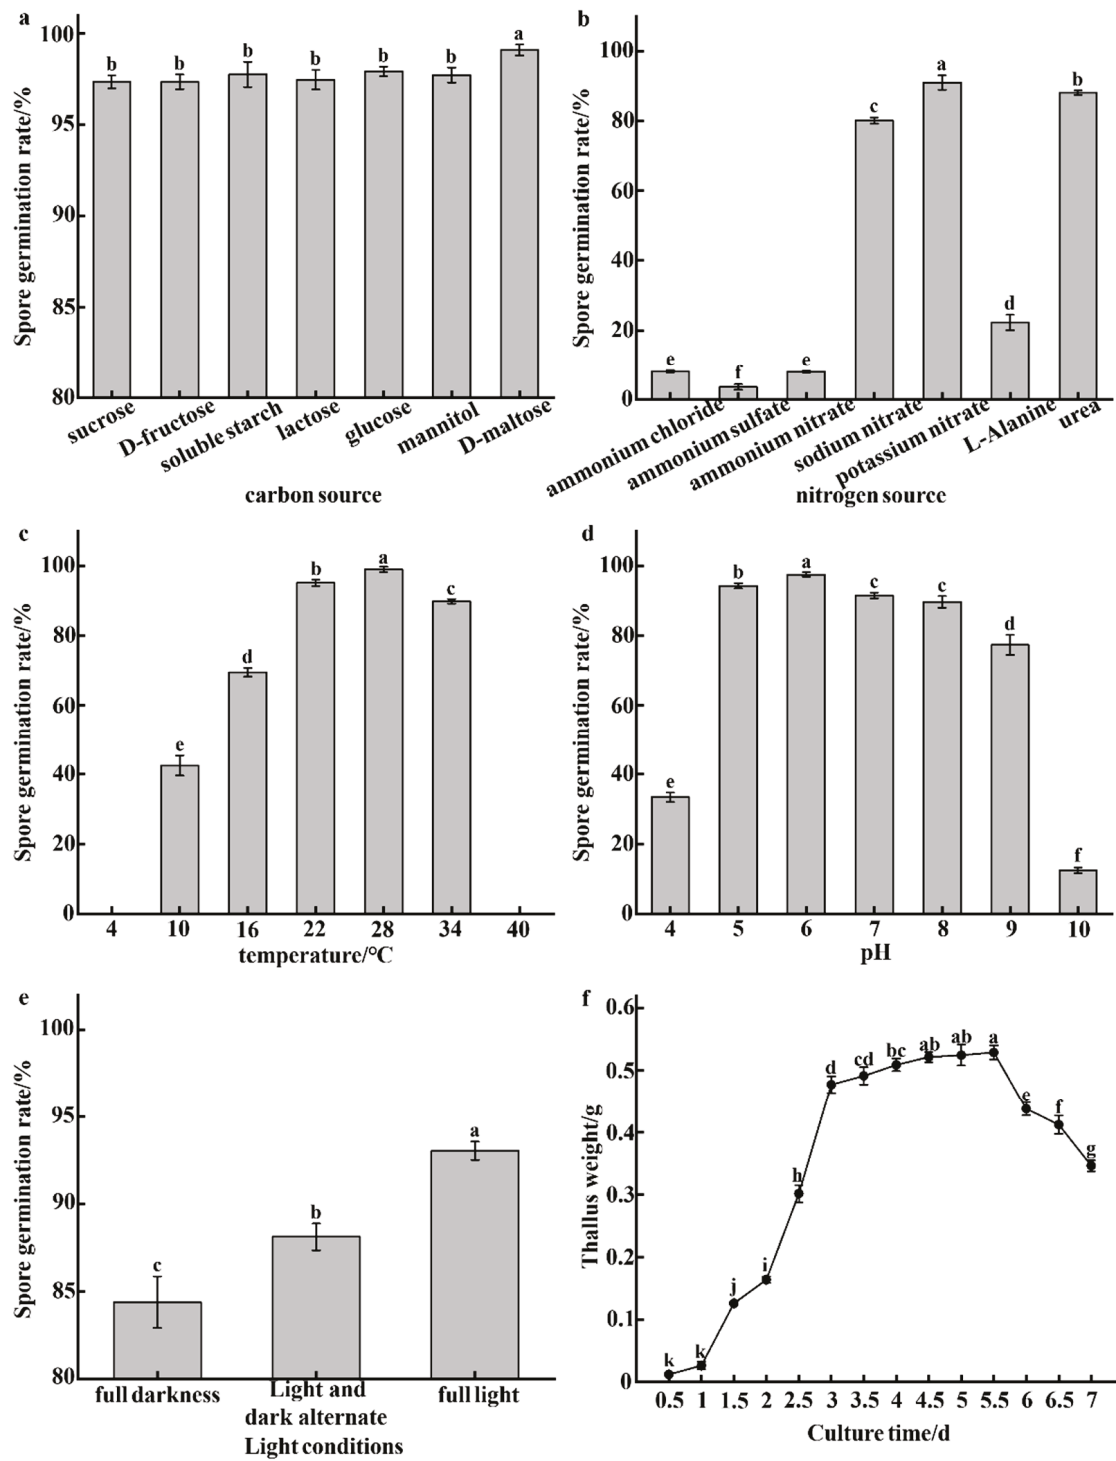 a
Spore germination rate/%
100
95
90
85
80
b
b
b
b
b
b
a
sucrose
D-fructose
soluble starch
lactose
glucose
mannitol
D-maltose
carbon source
b
Spore germination rate/%
100
80
60
40
20
0
e
f
e
c
a
d
b
ammonium chloride
ammonium sulfate
ammonium nitrate
sodium nitrate
potassium nitrate
L-Alanine
urea
nitrogen source
c
Spore germination rate/%
100
80
60
40
20
0
e
d
b
a
c
4 10 16 22 28 34 40
temperature/°C
d
Spore germination rate/%
100
80
60
40
20
0
e
b
a
c
c
d
f
4 5 6 7 8 9 10
pH
e
Spore germination rate/%
100
95
90
85
80
c
b
a
full darkness
Light and
dark alternate
full light
Light conditions
f
Thallus weight/g
0.6
0.5
0.4
0.3
0.2
0.1
0
k
k
j
i
h
d
cd
bc
ab
ab
a
e
f
g
0.5 1 1.5 2 2.5 3 3.5 4 4.5 5 5.5 6 6.5 7
Culture time/d